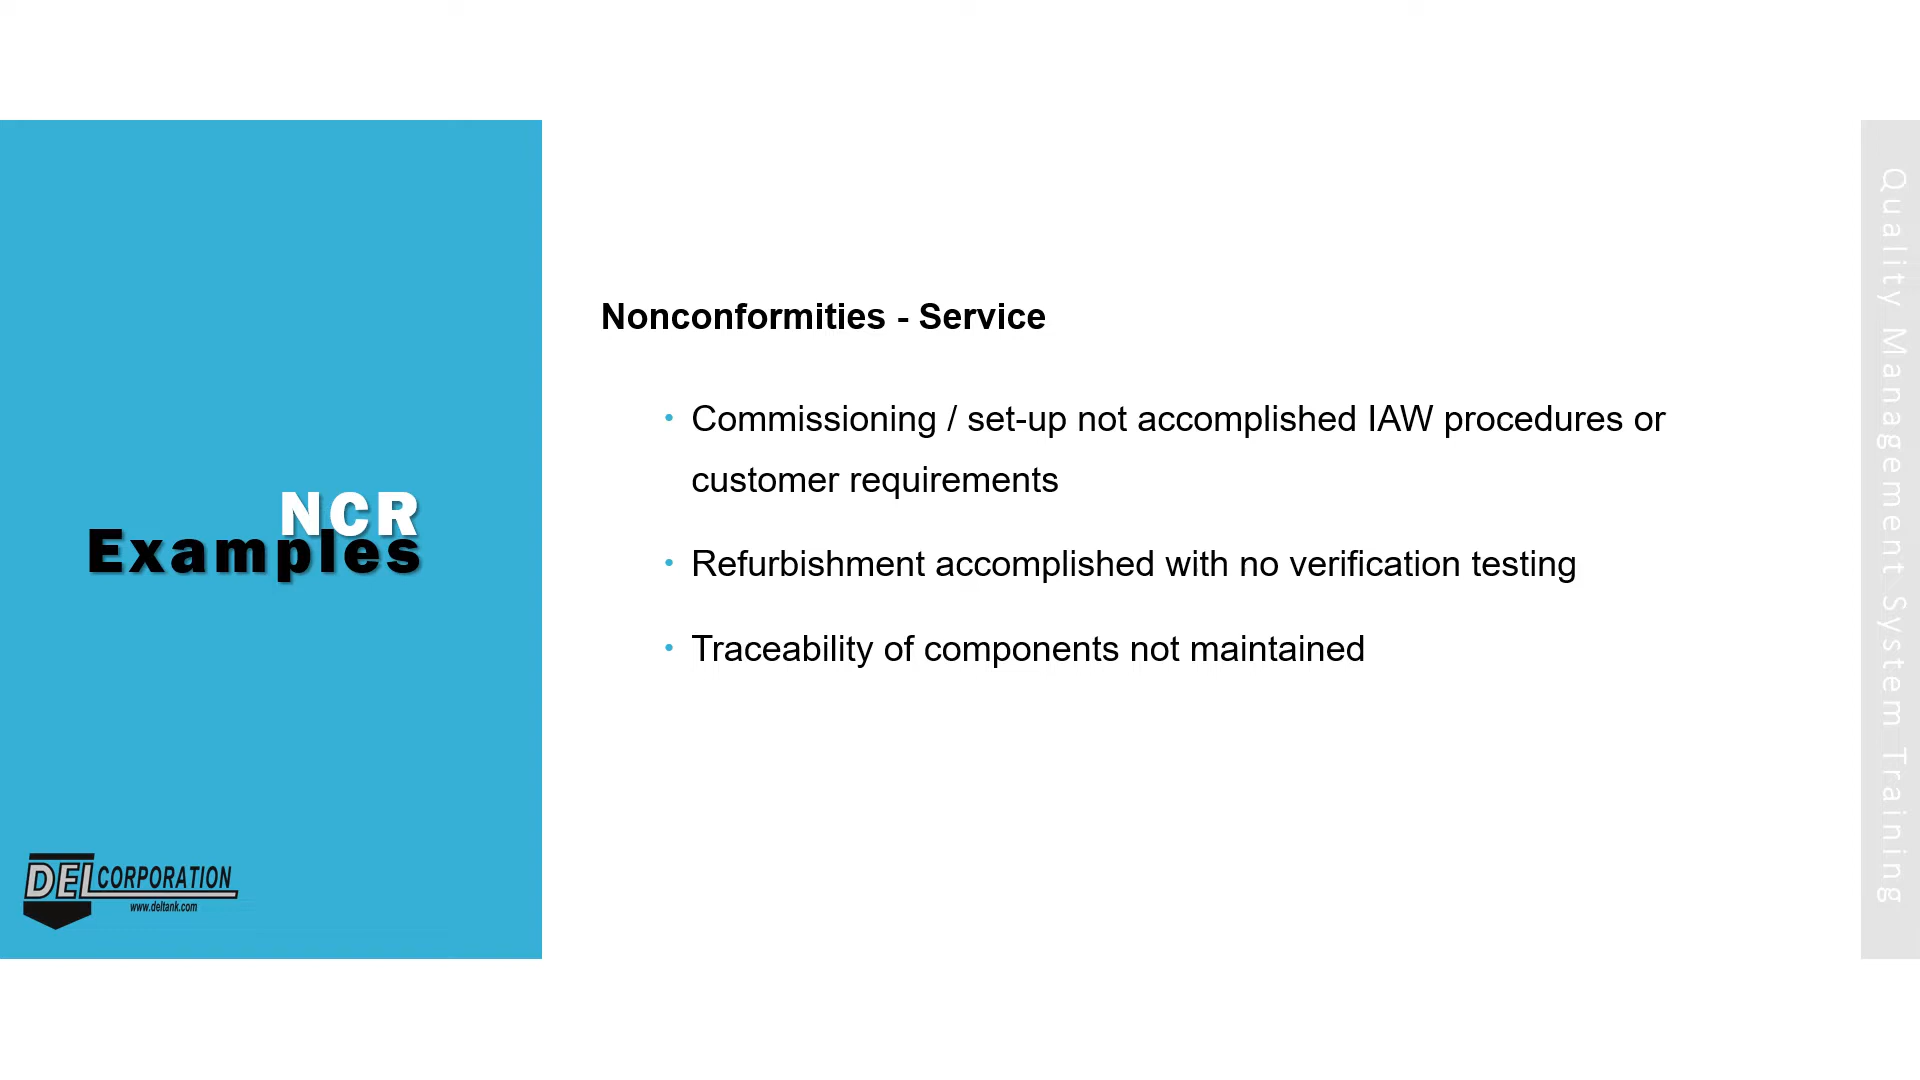 NCR
Examples
DEL CORPORATION
www.deltank.com
Nonconformities - Service
• Commissioning / set-up not accomplished IAW procedures or
customer requirements
• Refurbishment accomplished with no verification testing
• Traceability of components not maintained
Quality Management System Training